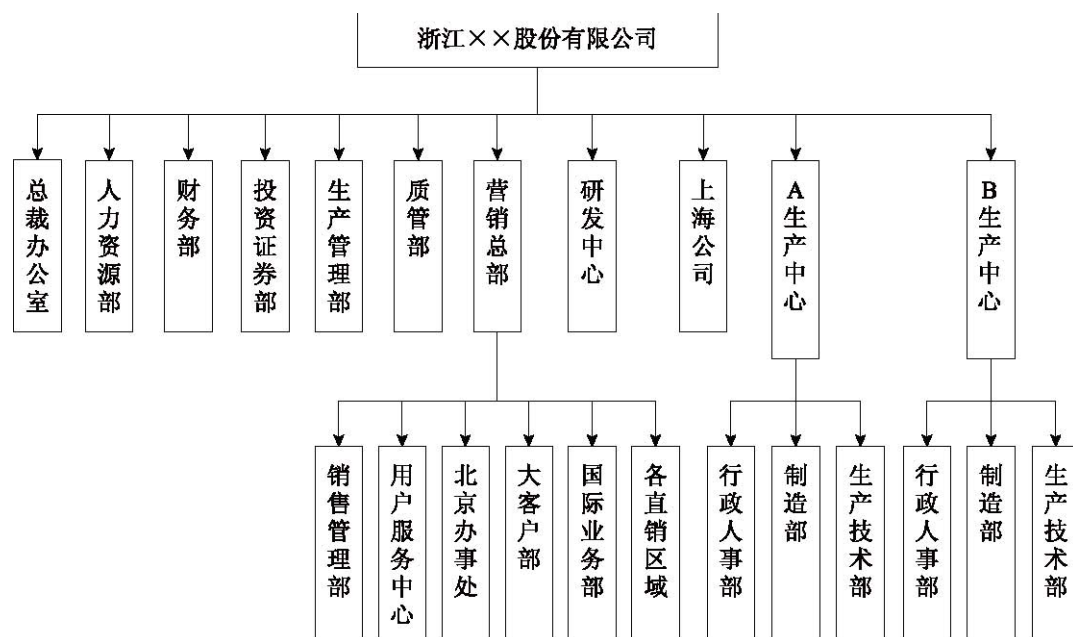 浙江××股份有限公司
总裁办公室
人力资源部
财务部
投资证券部
生产管理部
质管部
营销总部
研发中心
上海公司
A生产中心
B生产中心
销售管理部
用户服务中心
北京办事处
大客户部
国际业务部
各直销区域
行政人事部
制造部
生产技术部
行政人事部
制造部
生产技术部